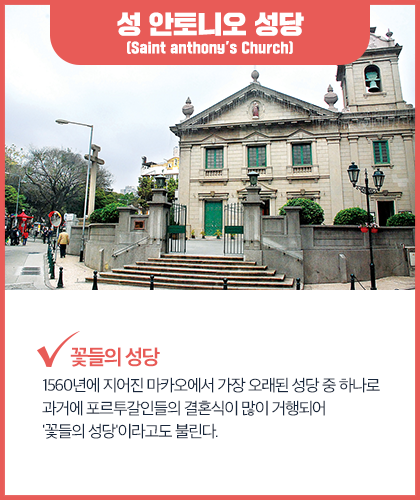 성 안토니오 성당
(Saint anthony's Church)
꽃들의 성당
1560년에 지어진 마카오에서 가장 오래된 성당 중 하나로
과거에 포르투갈인들의 결혼식이 많이 거행되어
'꽃들의 성당'이라고도 불린다.